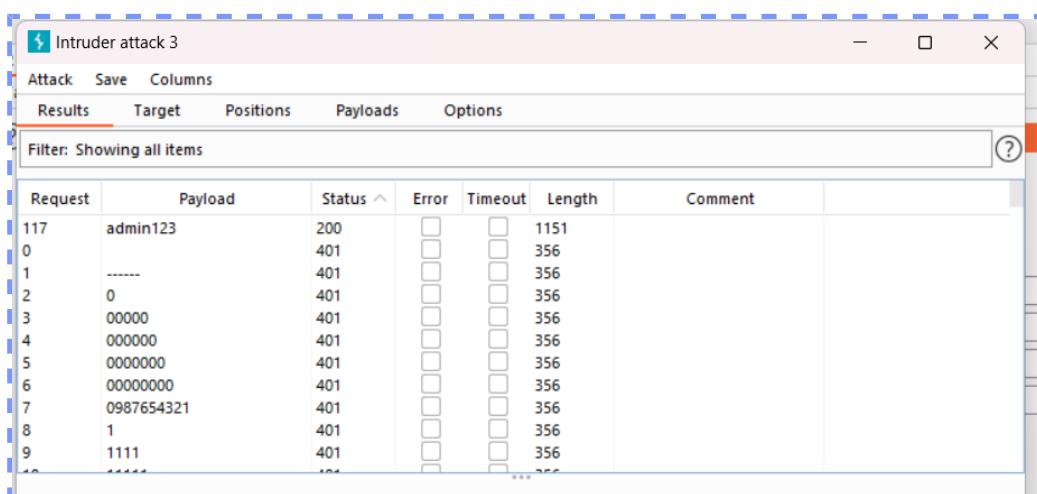 Intruder attack 3
Attack Save Columns
Results Target Positions Payloads Options
Filter: Showing all items
?
Request Payload Status Error Timeout Length Comment
117 admin123 200 1151
0 401 356
1 ------ 401 356
2 0 401 356
3 00000 401 356
4 000000 401 356
5 0000000 401 356
6 00000000 401 356
7 0987654321 401 356
8 1 401 356
9 1111 401 356